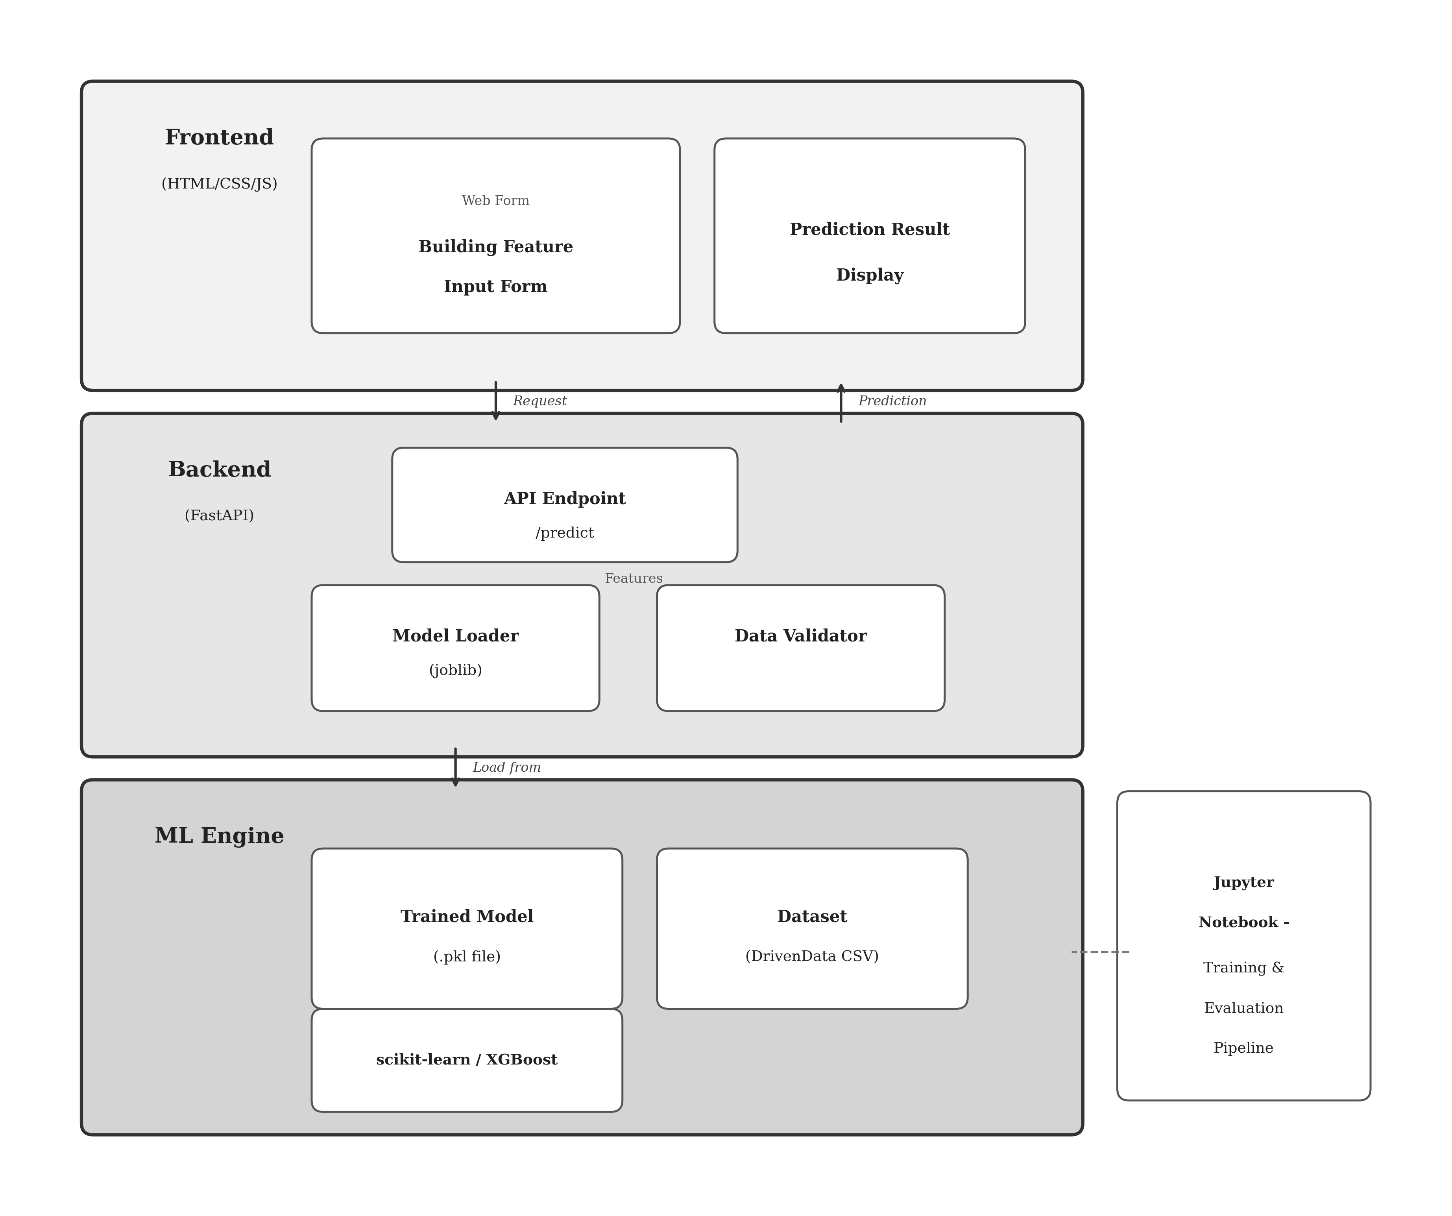 Frontend
(HTML/CSS/JS)
Web Form
Building Feature
Input Form
Prediction Result
Display
Request
Prediction
Backend
(FastAPI)
API Endpoint
/predict
Features
Model Loader
(joblib)
Data Validator
Load from
ML Engine
Trained Model
(.pkl file)
Dataset
(DrivenData CSV)
scikit-learn / XGBoost
Jupyter
Notebook -
Training &
Evaluation
Pipeline